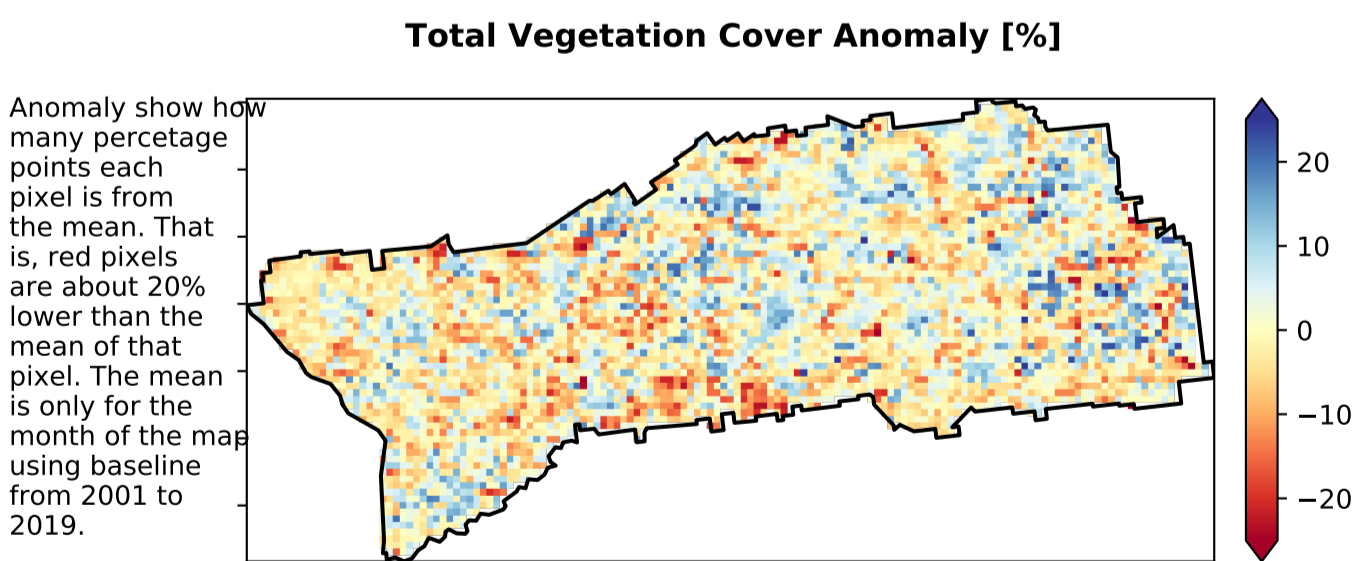 Total Vegetation Cover Anomaly [%]
Anomaly show how
many percetage
points each
pixel is from
the mean. That
is, red pixels
are about 20%
lower than the
mean of that
pixel. The mean
is only for the
month of the map
using baseline
from 2001 to
2019.
20
10
0
−10
−20